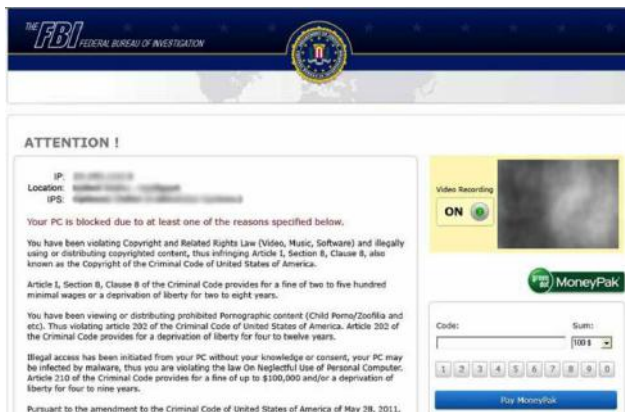 THE FBI FEDERAL BUREAU OF INVESTIGATION
ATTENTION !
IP:
Location:
IPS:
Your PC is blocked due to at least one of the reasons specified below.
You have been violating Copyright and Related Rights Law (Video, Music, Software) and illegally
using or distributing copyrighted content, thus infringing Article I, Section 8, Clause 8, also
known as the Copyright of the Criminal Code of United States of America.
Article I, Section 8, Clause 8 of the Criminal Code provides for a fine of two to five hundred
minimal wages or a deprivation of liberty for two to eight years.
You have been viewing or distributing prohibited Pornographic content (Child Porno/Zoofilia and
etc). Thus violating article 202 of the Criminal Code of United States of America. Article 202 of
the Criminal Code provides for a deprivation of liberty for four to twelve years.
Illegal access has been initiated from your PC without your knowledge or consent, your PC may
be infected by malware, thus you are violating the law On Neglectful Use of Personal Computer.
Article 210 of the Criminal Code provides for a fine of up to $100,000 and/or a deprivation of
liberty for four to nine years.
Pursuant to the amendment to the Criminal Code of United States of America of May 28, 2011,
Video Recording
ON
green dot MoneyPak
Code: Sum:
100 $
1 2 3 4 5 6 7 8 9 0
Pay MoneyPak